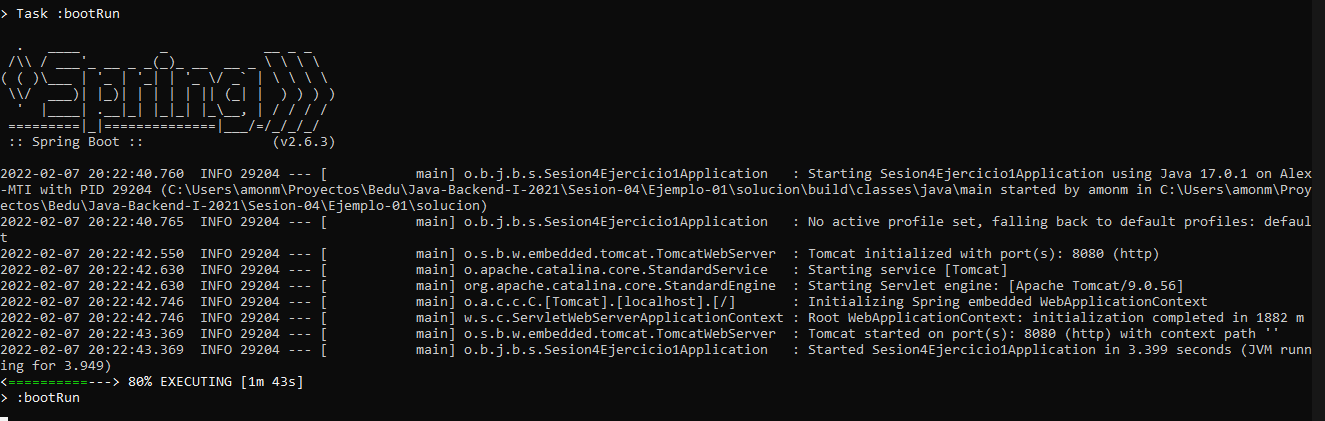 > Task :bootRun
  .   ____          _            __ _ _
 /\\ / ___'_ __ _ _(_)_ __  __ _ \ \ \ \
( ( )\___ | '_ | '_| | '_ \/ _` | \ \ \ \
 \\/  ___)| |_)| | | | | || (_| |  ) ) ) )
  '  |____| .__|_| |_|_| |_\__, | / / / /
 =========|_|==============|___/=/_/_/_/
 :: Spring Boot ::                (v2.6.3)
2022-02-07 20:22:40.760  INFO 29204 --- [           main] o.b.j.b.s.Sesion4Ejercicio1Application   : Starting Sesion4Ejercicio1Application using Java 17.0.1 on Alex
-MTI with PID 29204 (C:\Users\amonm\Proyectos\Bedu\Java-Backend-I-2021\Sesion-04\Ejemplo-01\solucion\build\classes\java\main started by amonm in C:\Users\amonm\Proy
ectos\Bedu\Java-Backend-I-2021\Sesion-04\Ejemplo-01\solucion)
2022-02-07 20:22:40.765  INFO 29204 --- [           main] o.b.j.b.s.Sesion4Ejercicio1Application   : No active profile set, falling back to default profiles: defaul
t
2022-02-07 20:22:42.550  INFO 29204 --- [           main] o.s.b.w.embedded.tomcat.TomcatWebServer  : Tomcat initialized with port(s): 8080 (http)
2022-02-07 20:22:42.630  INFO 29204 --- [           main] o.apache.catalina.core.StandardService   : Starting service [Tomcat]
2022-02-07 20:22:42.630  INFO 29204 --- [           main] org.apache.catalina.core.StandardEngine  : Starting Servlet engine: [Apache Tomcat/9.0.56]
2022-02-07 20:22:42.746  INFO 29204 --- [           main] o.a.c.c.C.[Tomcat].[localhost].[/]       : Initializing Spring embedded WebApplicationContext
2022-02-07 20:22:42.746  INFO 29204 --- [           main] w.s.c.ServletWebServerApplicationContext : Root WebApplicationContext: initialization completed in 1882 m
s
2022-02-07 20:22:43.369  INFO 29204 --- [           main] o.s.b.w.embedded.tomcat.TomcatWebServer  : Tomcat started on port(s): 8080 (http) with context path ''
2022-02-07 20:22:43.369  INFO 29204 --- [           main] o.b.j.b.s.Sesion4Ejercicio1Application   : Started Sesion4Ejercicio1Application in 3.399 seconds (JVM runn
ing for 3.949)
<==========---> 80% EXECUTING [1m 43s]
> :bootRun